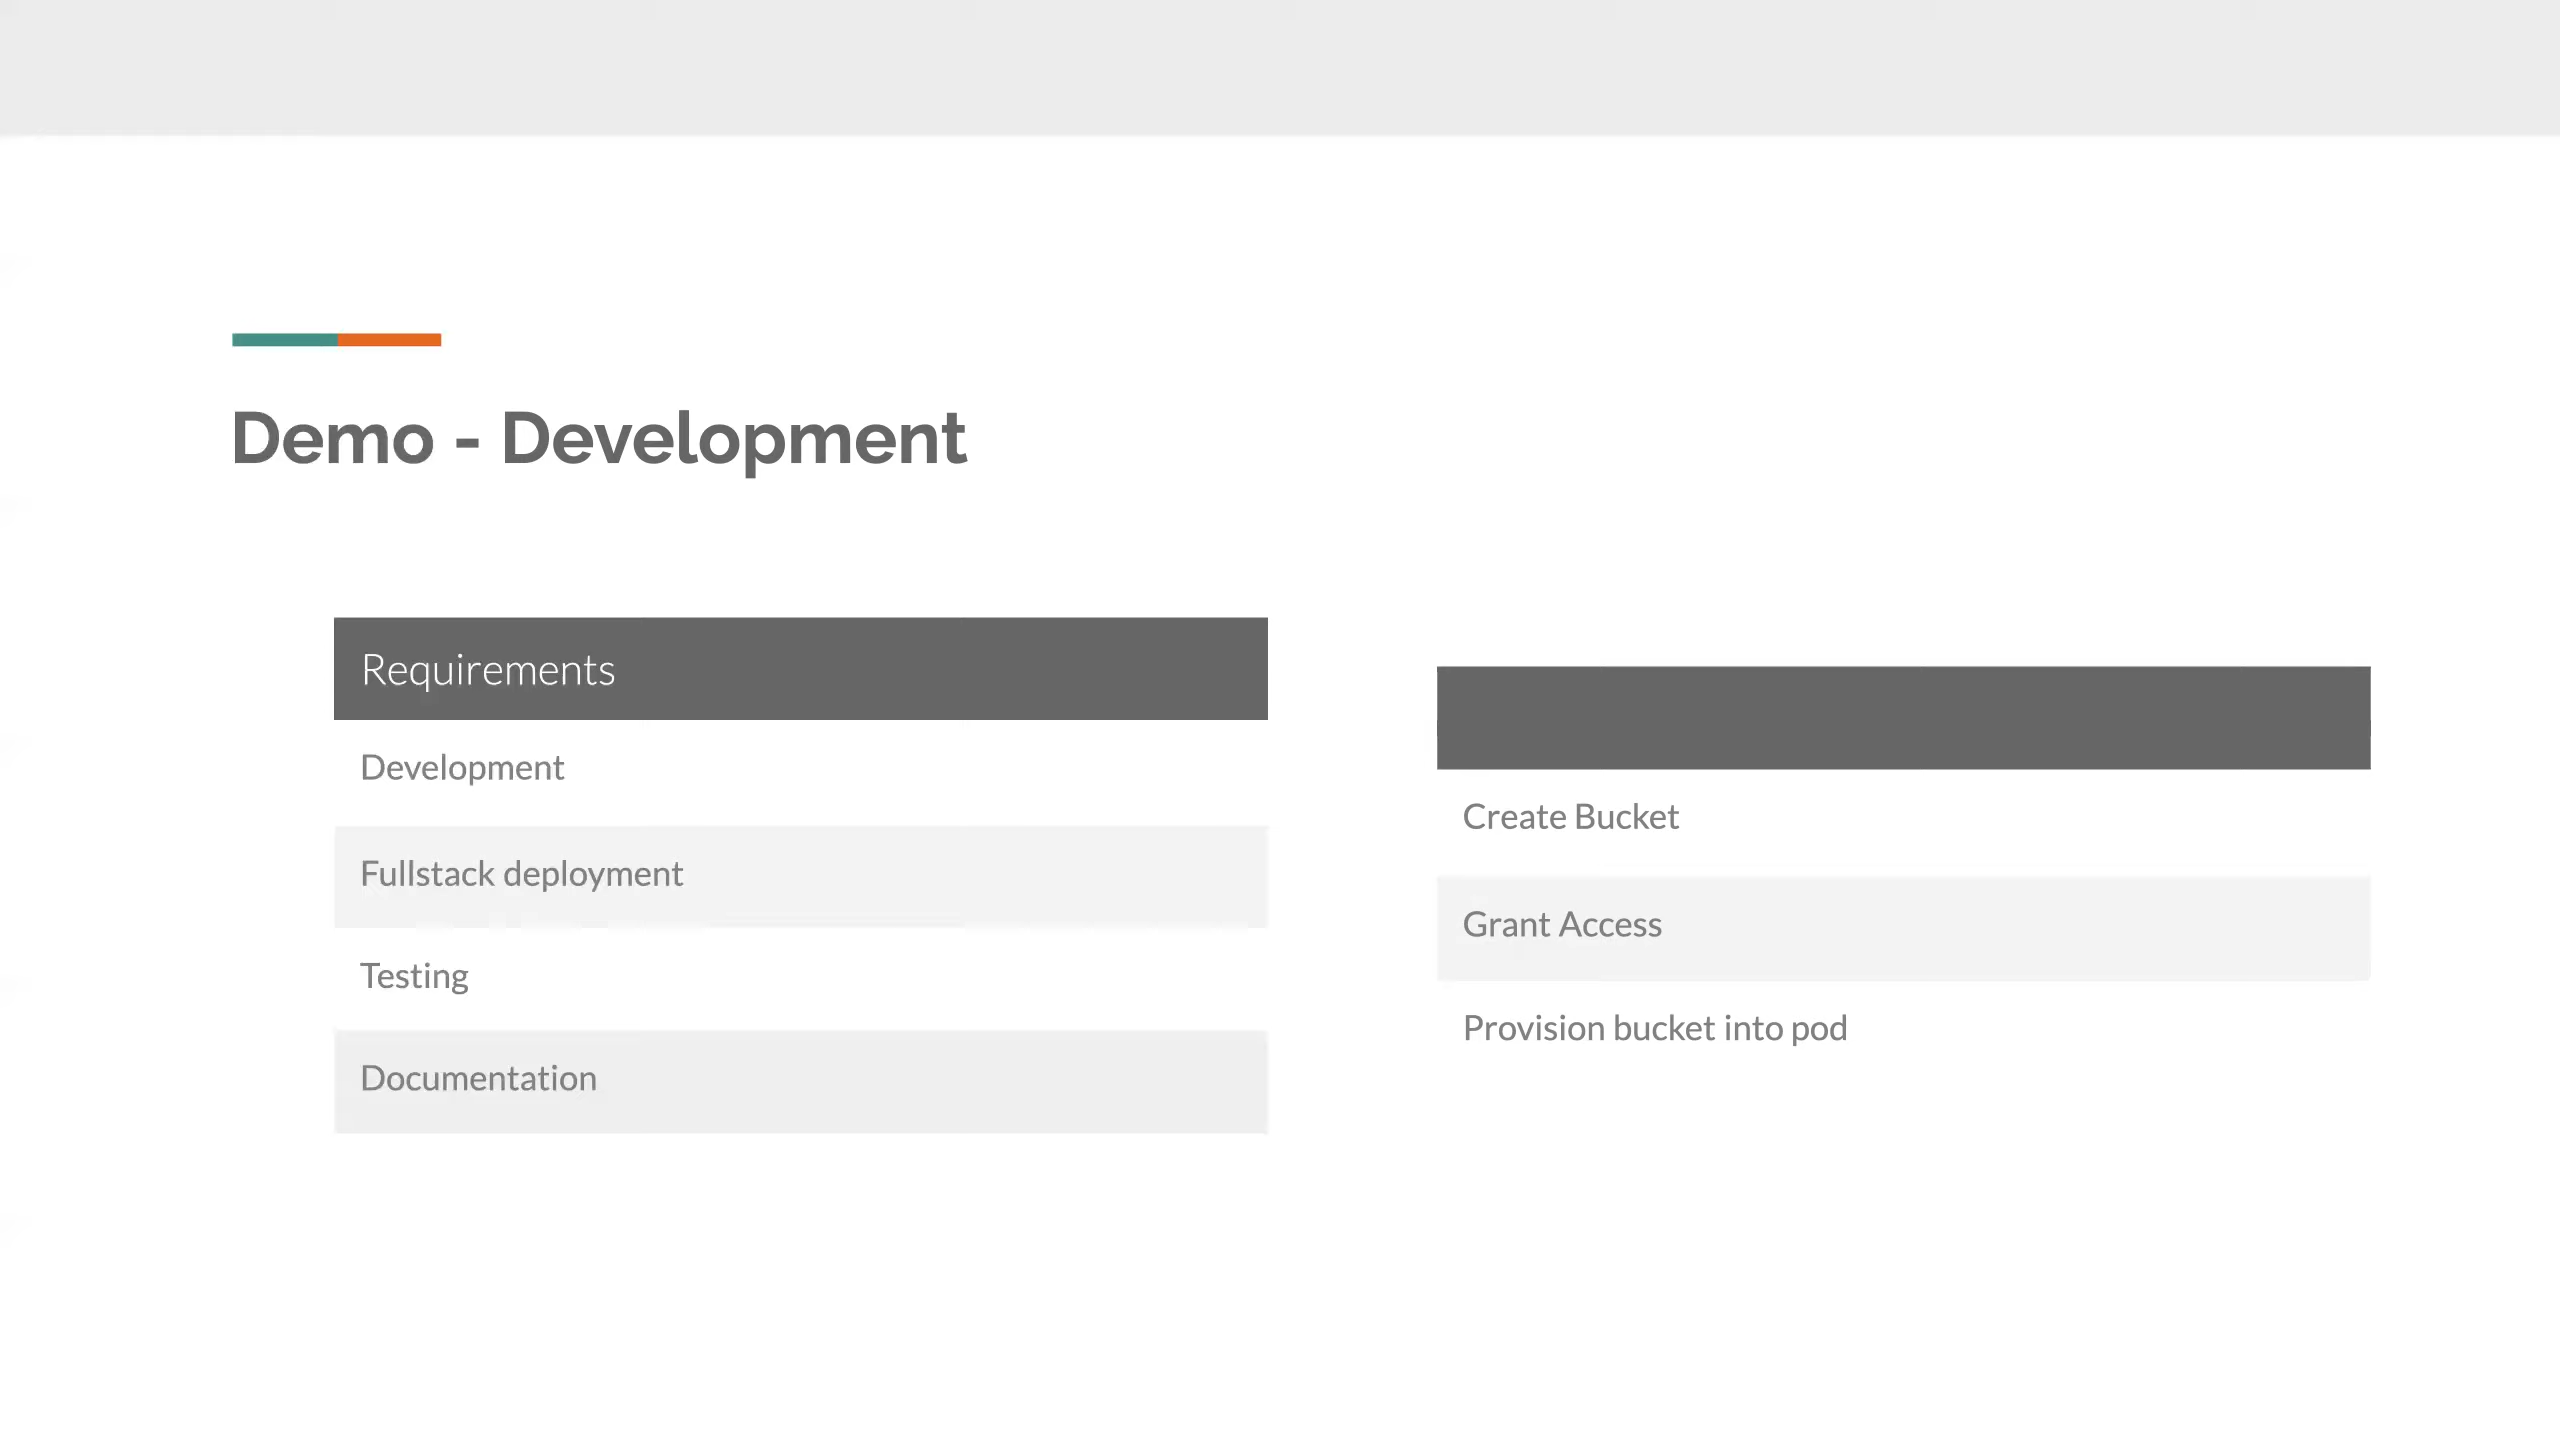 Demo - Development
Requirements
Development
Fullstack deployment
Testing
Documentation
Create Bucket
Grant Access
Provision bucket into pod